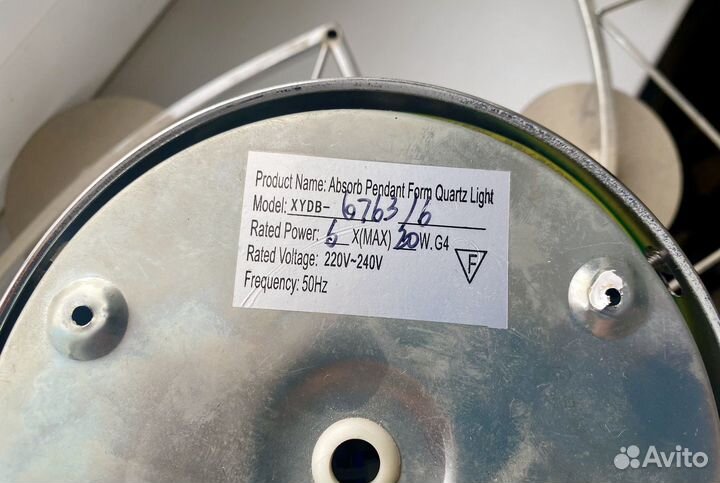 Product Name: Absorb Pendant Form Quartz Light
Model: XYDB-6763/6
Rated Power: 6 X(MAX) 20W.G4
Rated Voltage: 220V~240V
Frequency: 50Hz
F
Avito